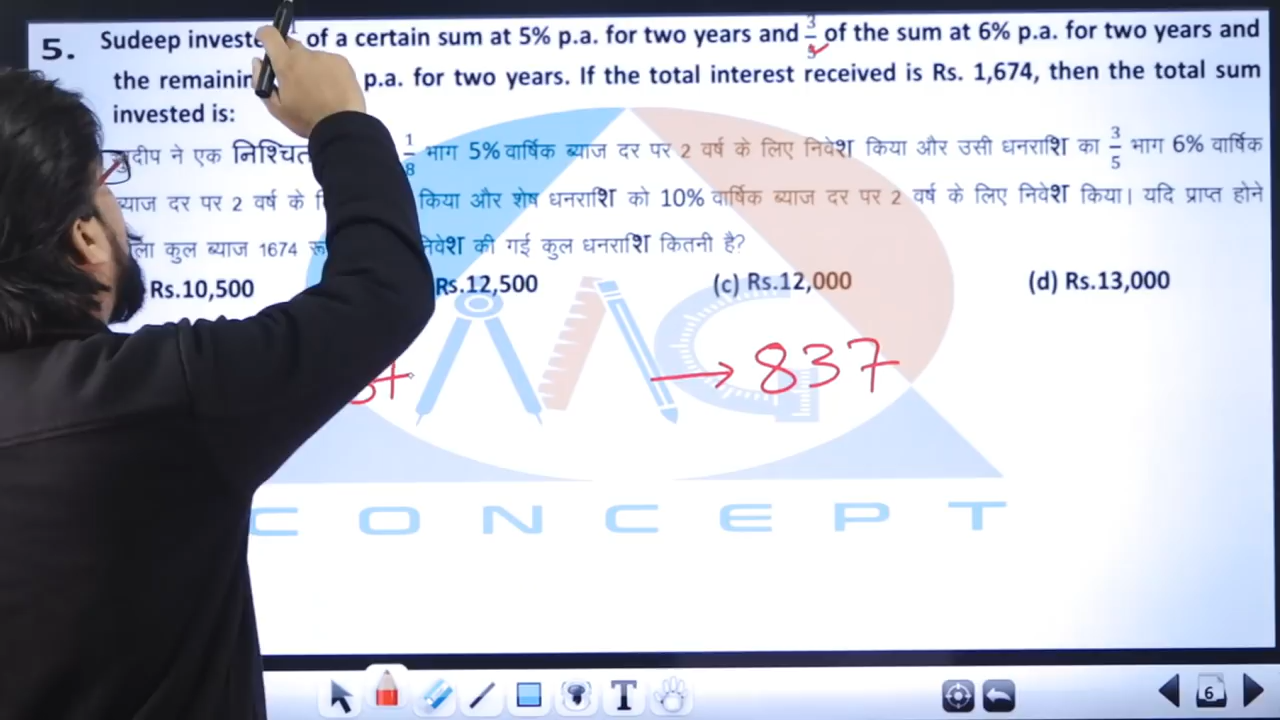 5. Sudeep investe of a certain sum at 5% p.a. for two years and 3/5 of the sum at 6% p.a. for two years and
the remainin p.a. for two years. If the total interest received is Rs. 1,674, then the total sum
invested is:
ने एक निश्चित 1/8 भाग 5% वार्षिक ब्याज दर पर 2 वर्ष के लिए निवेश किया और उसी धनराशि का 3/5 भाग 6% वार्षिक
ब्याज दर पर 2 वर्ष के किया और शेष धनराशि को 10% वार्षिक ब्याज दर पर 2 वर्ष के लिए निवेश किया। यदि प्राप्त होने
कुल ब्याज 1674 की गई कुल धनराशि कितनी है?
Rs.10,500 Rs.12,500 (c) Rs.12,000 (d) Rs.13,000
→ 837
CONCEPT
T 6